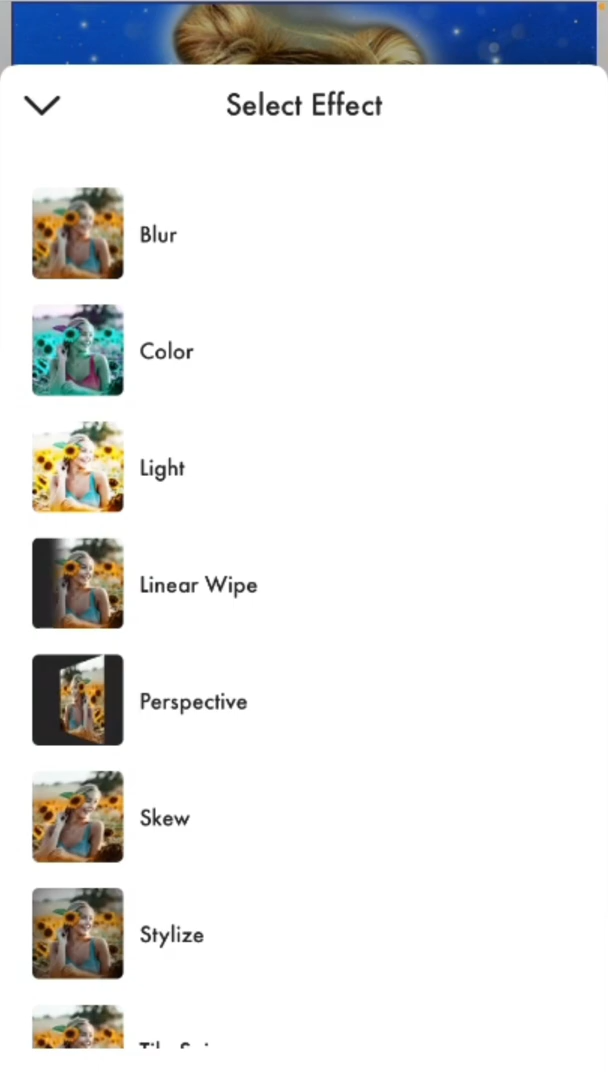 Select Effect
Blur
Color
Light
Linear Wipe
Perspective
Skew
Stylize